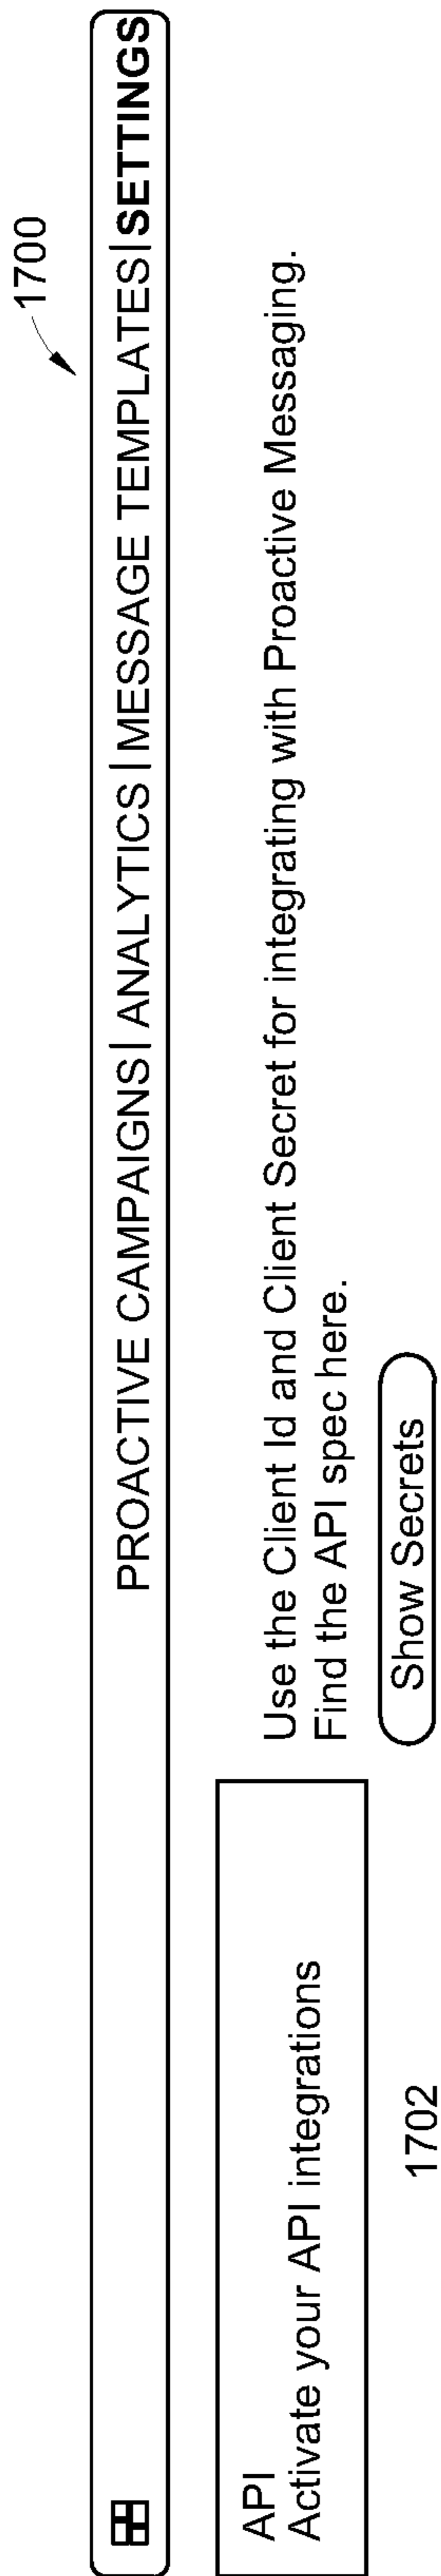 1700
PROACTIVE CAMPAIGNS| ANALYTICS |MESSAGE TEMPLATES|SETTINGS
API
Activate your API integrations
Use the Client Id and Client Secret for integrating with Proactive Messaging.
Find the API spec here.
Show Secrets
1702